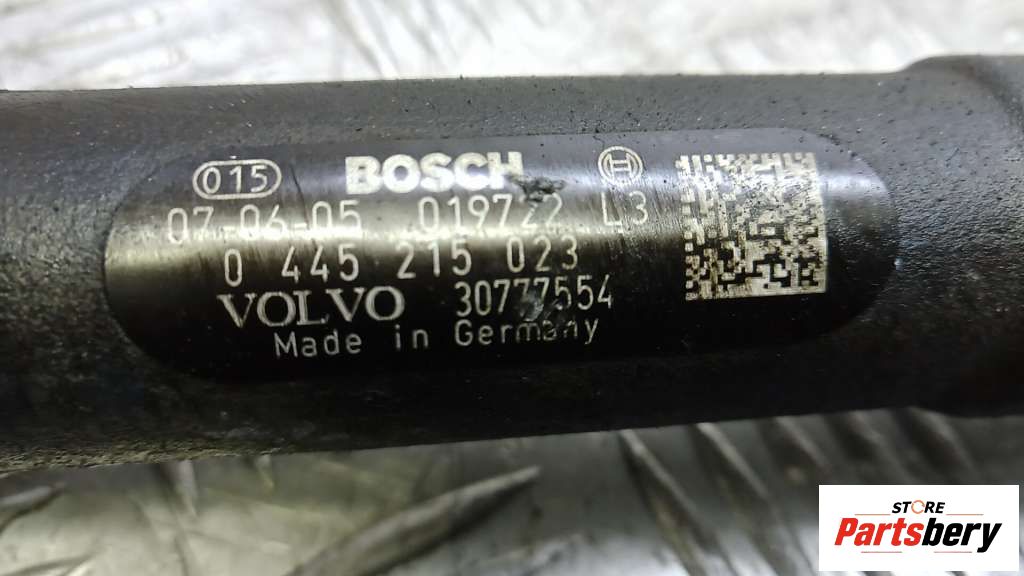 015 BOSCH
07-06-05 019722 L3
0 445 215 023
VOLVO 30777554
Made in Germany
STORE
Partsbery